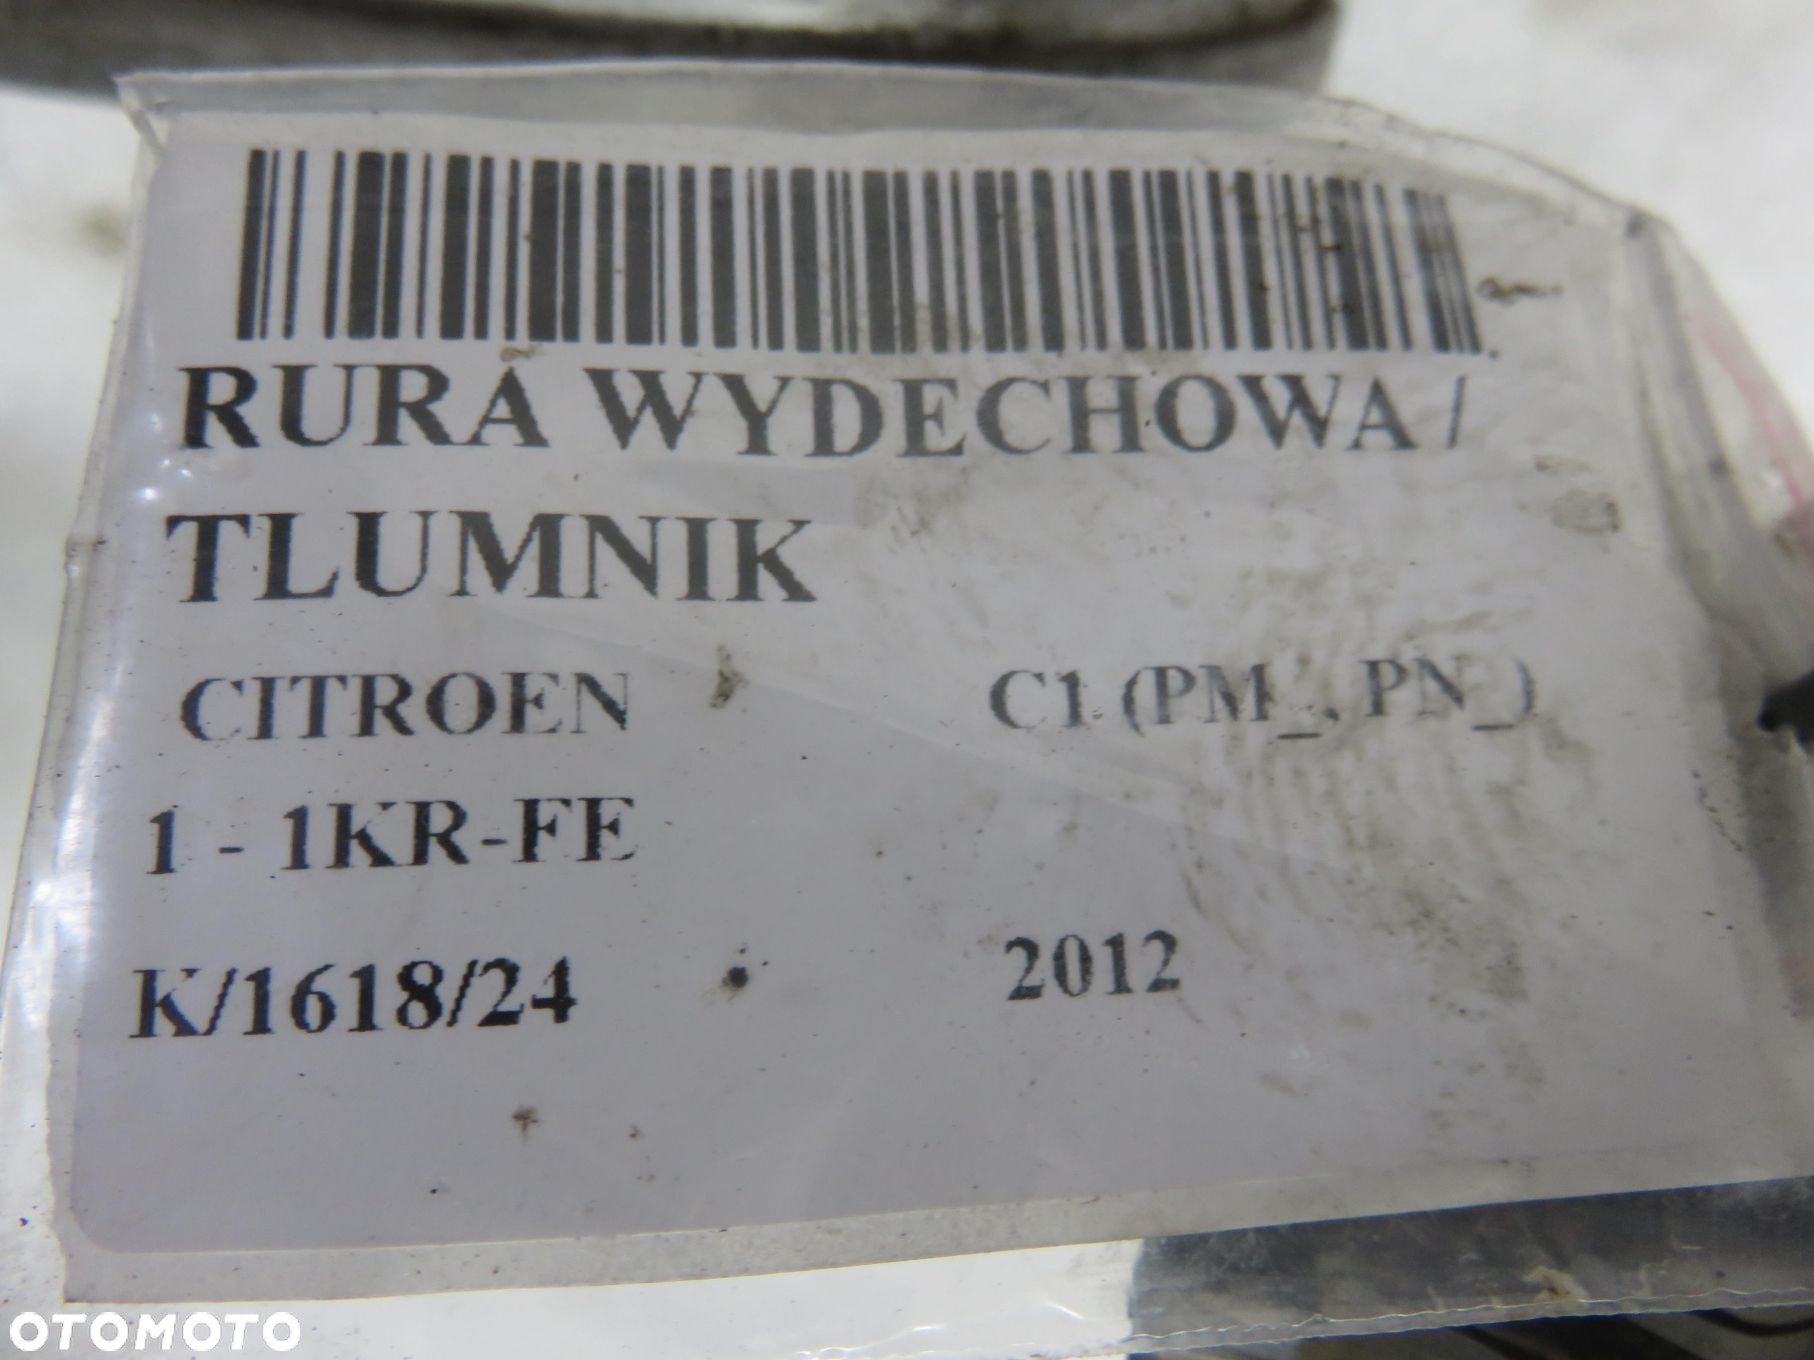 RURA WYDECHOWA /
TLUMNIK
CITROEN C1 (PM_, PN_)
1 - 1KR-FE
K/1618/24 2012
OTOMOTO